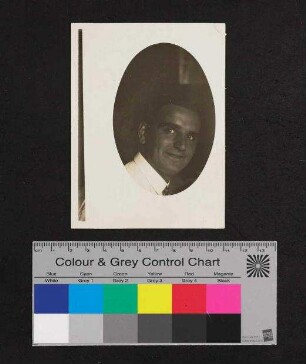 Colour & Grey Control Chart
Blue Cyan Green Yellow Red Magenta
White Grey 1 Grey 2 Grey 3 Grey 4 Black